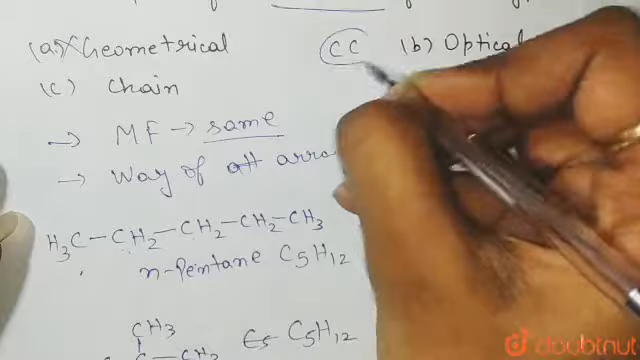 (a) Geometrical CC (b) Optical
(c) Chain
→ MF → same
→ Way of arra
H3C-CH2-CH2-CH2-CH3
n-Pentane C5H12
CH3
C5H12
doubtnut